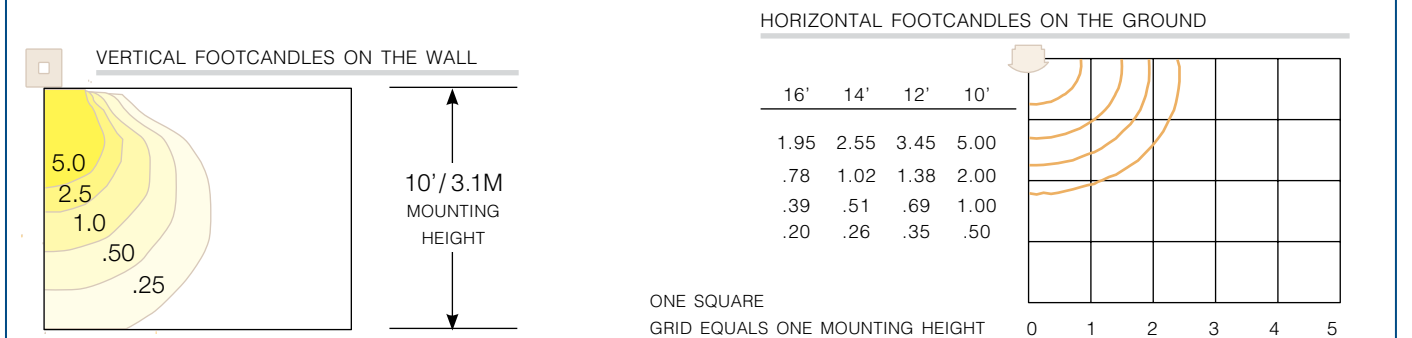 VERTICAL FOOTCANDLES ON THE WALL
5.0
2.5
1.0
.50
.25
10'/3.1M
MOUNTING
HEIGHT
HORIZONTAL FOOTCANDLES ON THE GROUND
16' 14' 12' 10'
1.95 2.55 3.45 5.00
.78 1.02 1.38 2.00
.39 .51 .69 1.00
.20 .26 .35 .50
ONE SQUARE
GRID EQUALS ONE MOUNTING HEIGHT
0 1 2 3 4 5